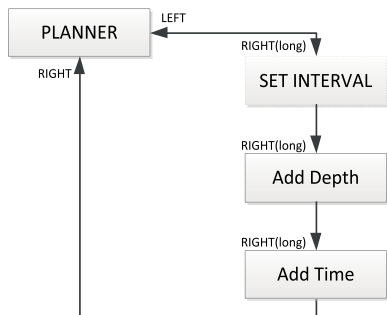 LEFT
PLANNER
RIGHT(long)
RIGHT
SET INTERVAL
RIGHT(long)
Add Depth
RIGHT(long)
Add Time